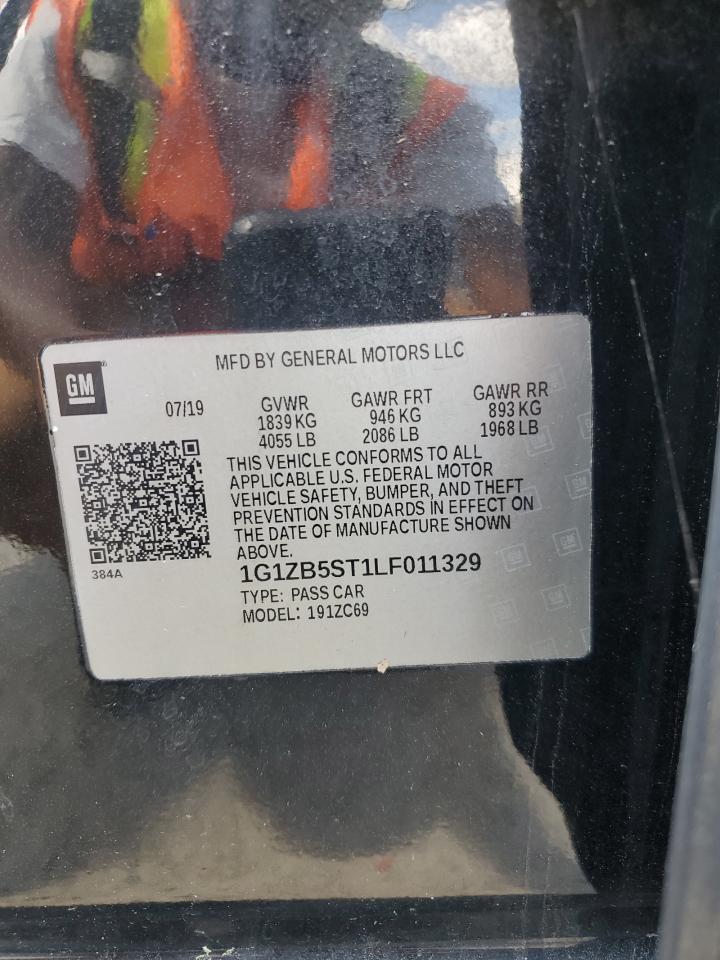 GM
MFD BY GENERAL MOTORS LLC
07/19
GVWR
1839 KG
4055 LB
GAWR FRT
946 KG
2086 LB
GAWR RR
893 KG
1968 LB
THIS VEHICLE CONFORMS TO ALL
APPLICABLE U.S. FEDERAL MOTOR
VEHICLE SAFETY, BUMPER, AND THEFT
PREVENTION STANDARDS IN EFFECT ON
THE DATE OF MANUFACTURE SHOWN
ABOVE.
384A
1G1ZB5ST1LF011329
TYPE: PASS CAR
MODEL: 191ZC69